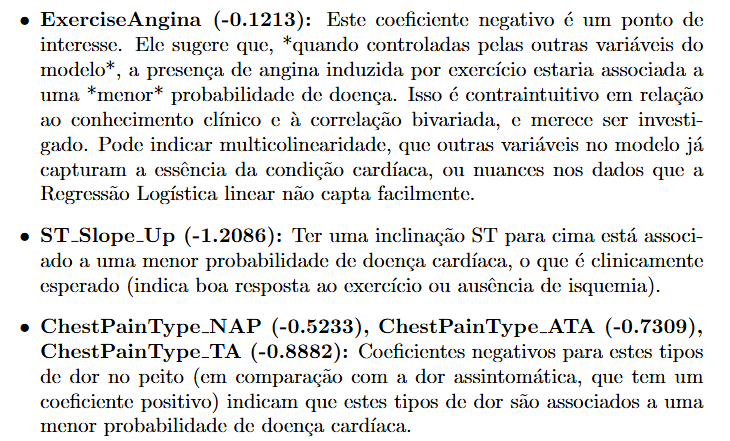 • ExerciseAngina (-0.1213): Este coeficiente negativo é um ponto de
interesse. Ele sugere que, *quando controladas pelas outras variáveis do
modelo*, a presença de angina induzida por exercício estaria associada a
uma *menor* probabilidade de doença. Isso é contraintuitivo em relação
ao conhecimento clínico e à correlação bivariada, e merece ser investi-
gado. Pode indicar multicolinearidade, que outras variáveis no modelo já
capturam a essência da condição cardíaca, ou nuances nos dados que a
Regressão Logística linear não capta facilmente.
• ST_Slope_Up (-1.2086): Ter uma inclinação ST para cima está associ-
ado a uma menor probabilidade de doença cardíaca, o que é clinicamente
esperado (indica boa resposta ao exercício ou ausência de isquemia).
• ChestPainType_NAP (-0.5233), ChestPainType_ATA (-0.7309),
ChestPainType_TA (-0.8882): Coeficientes negativos para estes tipos
de dor no peito (em comparação com a dor assintomática, que tem um
coeficiente positivo) indicam que estes tipos de dor são associados a uma
menor probabilidade de doença cardíaca.